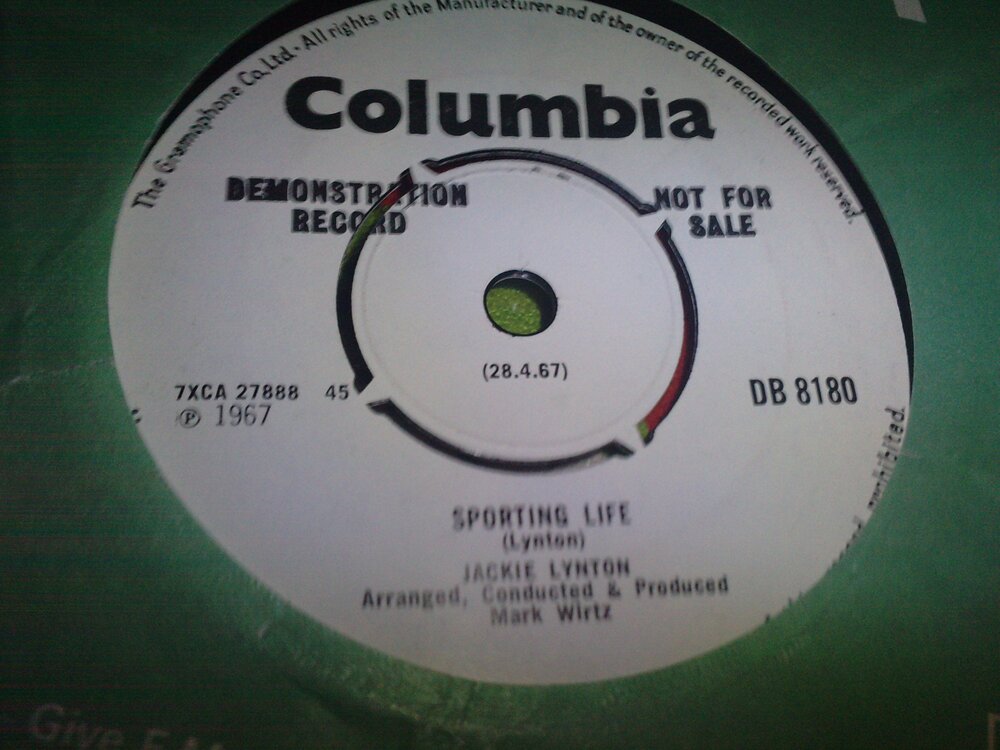 The Gramophone Co. Ltd. · All rights of the Manufacturer and of the owner of the recorded work reserved.
Columbia
DEMONSTRATION RECORD
NOT FOR SALE
(28.4.67)
7XCA 27888 45
℗ 1967
DB 8180
prohibited.
SPORTING LIFE
(Lynton)
JACKIE LYNTON
Arranged, Conducted & Produced
Mark Wirtz
Give